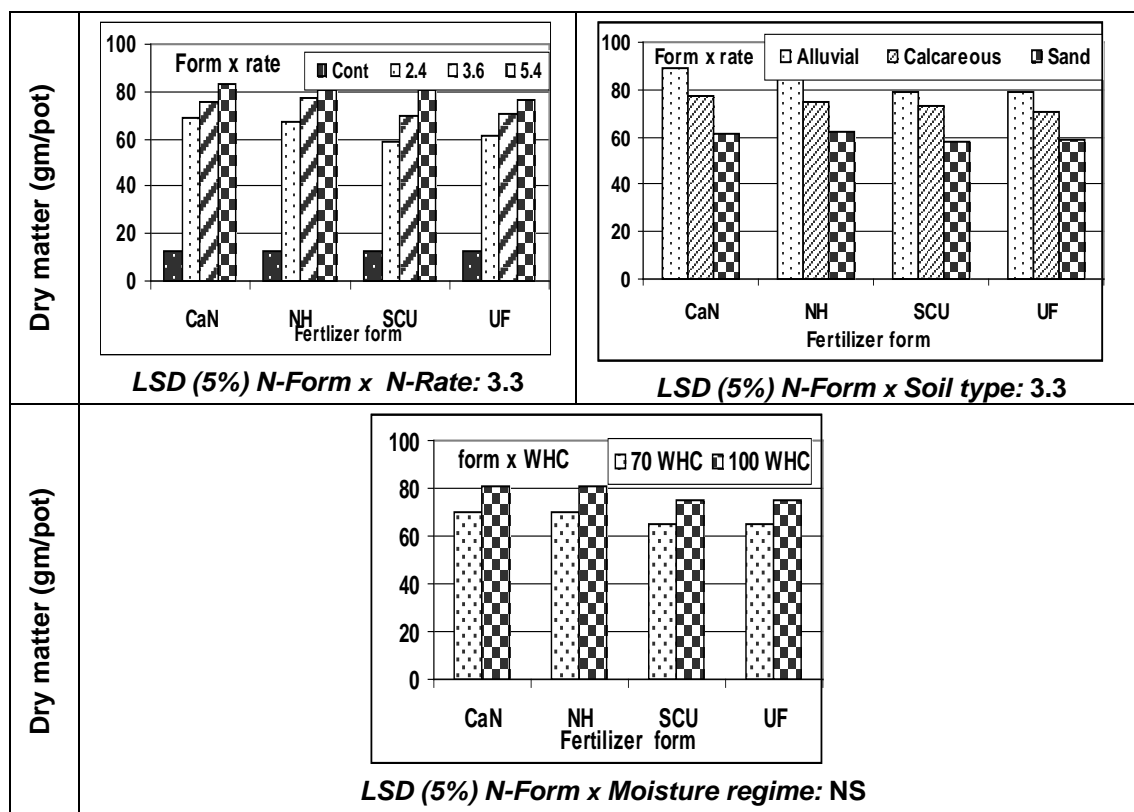 Dry matter (gm/pot)
100
80
60
40
20
0
Form x rate
Cont 2.4 3.6 5.4
CaN NH SCU UF
Fertlizer form
LSD (5%) N-Form x N-Rate: 3.3
100
80
60
40
20
0
Form x rate
Alluvial Calcareous Sand
CaN NH SCU UF
Fertilizer form
LSD (5%) N-Form x Soil type: 3.3
Dry matter (gm/pot)
100
80
60
40
20
0
form x WHC
70 WHC 100 WHC
CaN NH SCU UF
Fertilizer form
LSD (5%) N-Form x Moisture regime: NS